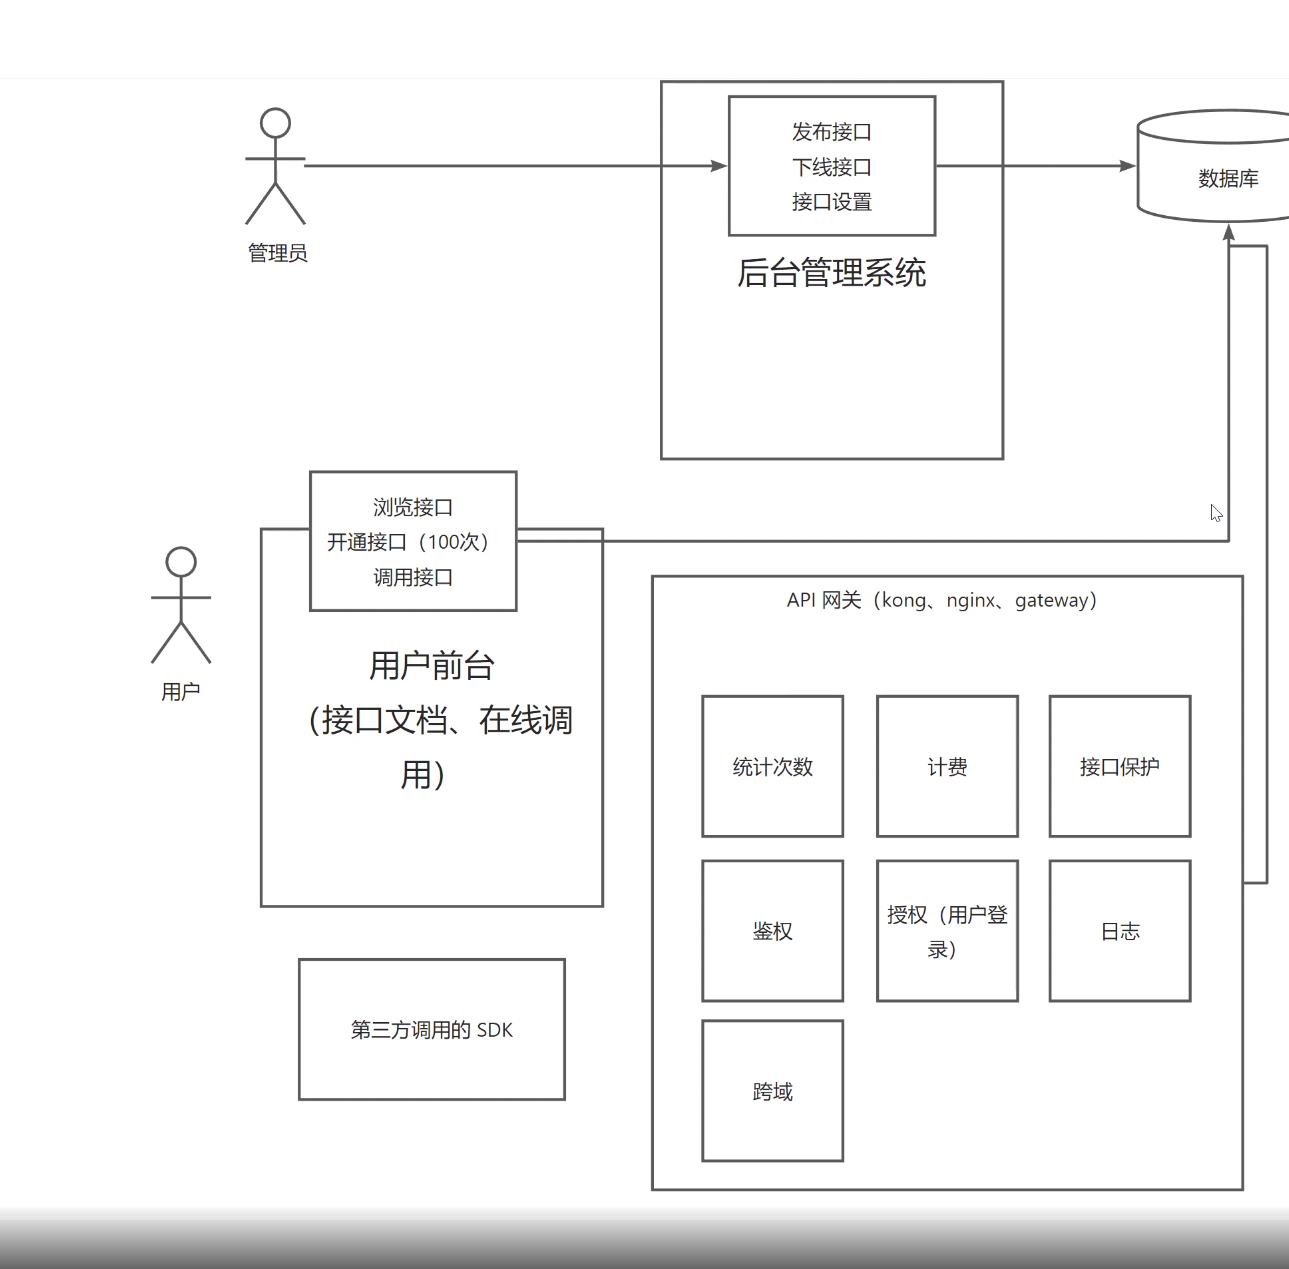 发布接口
下线接口
接口设置
数据库
管理员
后台管理系统
浏览接口
开通接口（100次）
调用接口
用户
用户前台
（接口文档、在线调
用）
API 网关（kong、nginx、gateway）
统计次数
计费
接口保护
鉴权
授权（用户登
录）
日志
第三方调用的 SDK
跨域